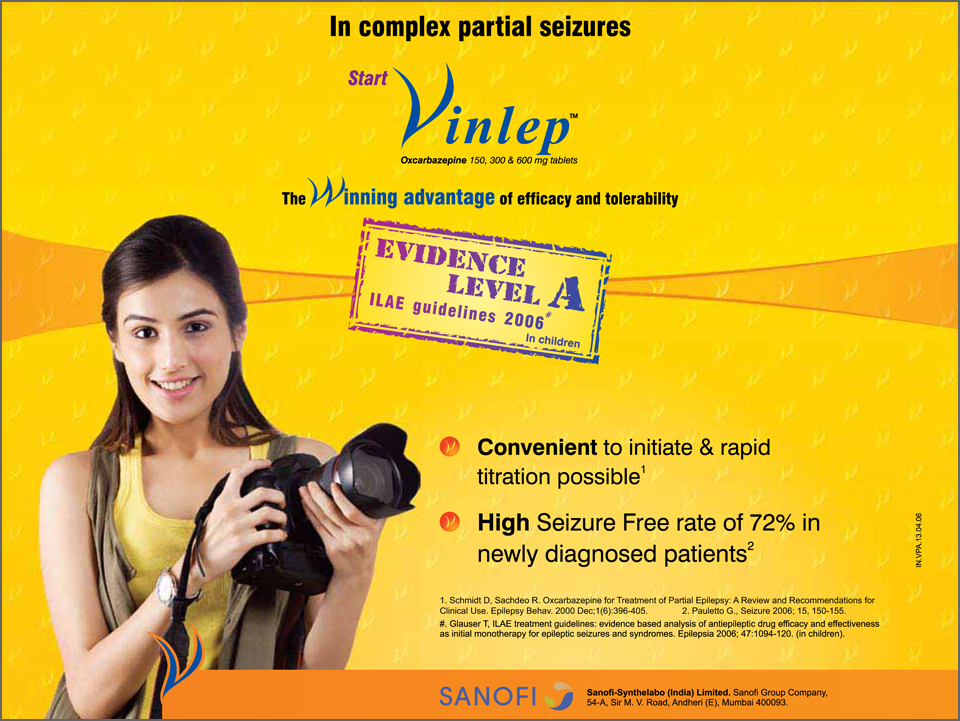 In complex partial seizures
Start
Vinlep™
Oxcarbazepine 150, 300 & 600 mg tablets
The Winning advantage of efficacy and tolerability
EVIDENCE
LEVEL A
ILAE guidelines 2006#
In children
Convenient to initiate & rapid
titration possible1
High Seizure Free rate of 72% in
newly diagnosed patients2
IN.VPA.13.04.06
1. Schmidt D, Sachdeo R. Oxcarbazepine for Treatment of Partial Epilepsy: A Review and Recommendations for
Clinical Use. Epilepsy Behav. 2000 Dec;1(6):396-405. 2. Pauletto G., Seizure 2006; 15, 150-155.
#. Glauser T, ILAE treatment guidelines: evidence based analysis of antiepileptic drug efficacy and effectiveness
as initial monotherapy for epileptic seizures and syndromes. Epilepsia 2006; 47:1094-120. (in children).
SANOFI
Sanofi-Synthelabo (India) Limited. Sanofi Group Company,
54-A, Sir M. V. Road, Andheri (E), Mumbai 400093.